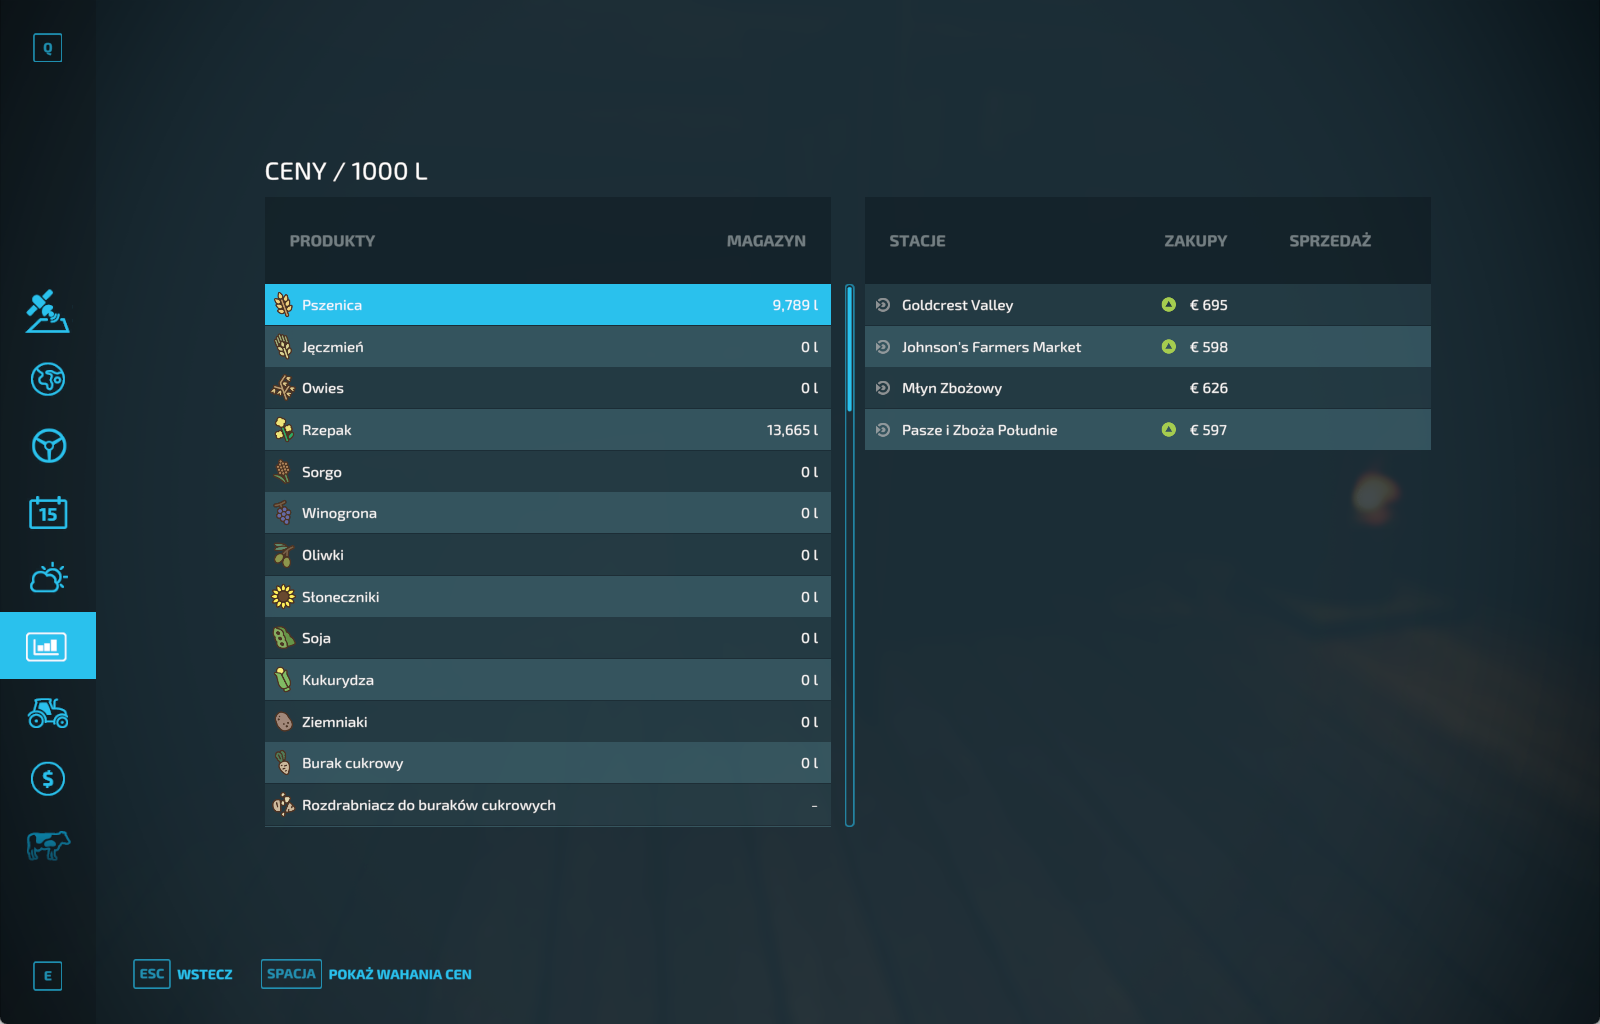 Q
CENY / 1000 L
PRODUKTY MAGAZYN
Pszenica 9,789 l
Jęczmień 0 l
Owies 0 l
Rzepak 13,665 l
Sorgo 0 l
Winogrona 0 l
Oliwki 0 l
Słoneczniki 0 l
Soja 0 l
Kukurydza 0 l
Ziemniaki 0 l
Burak cukrowy 0 l
Rozdrabniacz do buraków cukrowych -
STACJE ZAKUPY SPRZEDAŻ
Goldcrest Valley € 695
Johnson's Farmers Market € 598
Młyn Zbożowy € 626
Pasze i Zboża Południe € 597
15
$
E
ESC WSTECZ SPACJA POKAŻ WAHANIA CEN